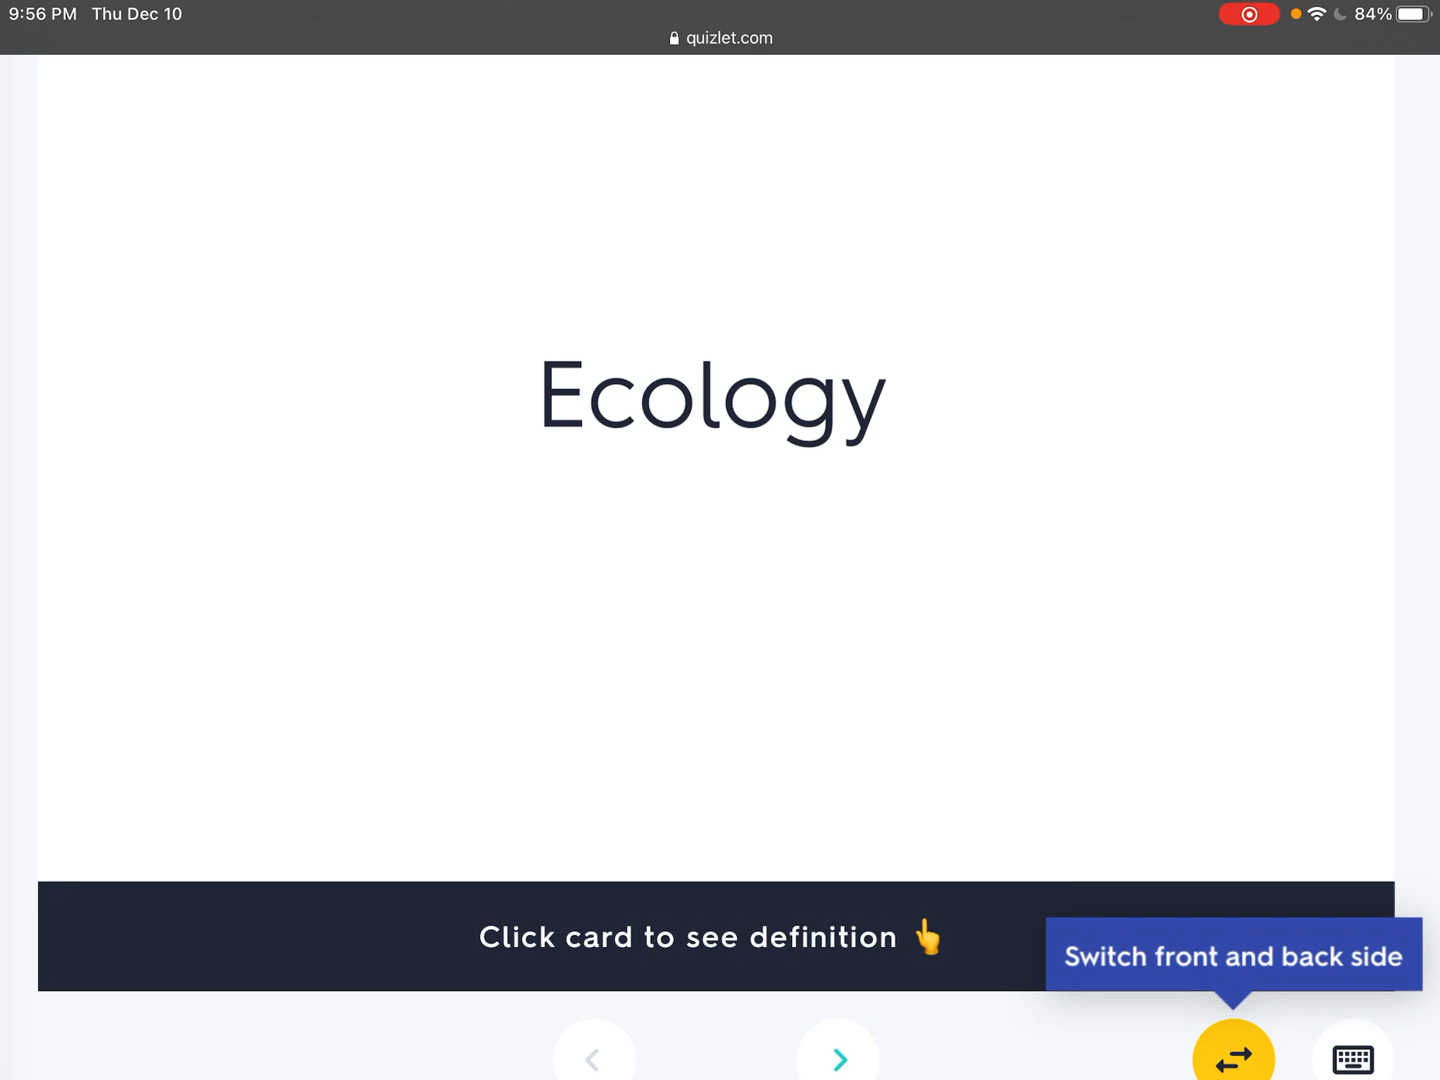 9:56 PM Thu Dec 10
84%
quizlet.com
Ecology
Click card to see definition 👆
Switch front and back side